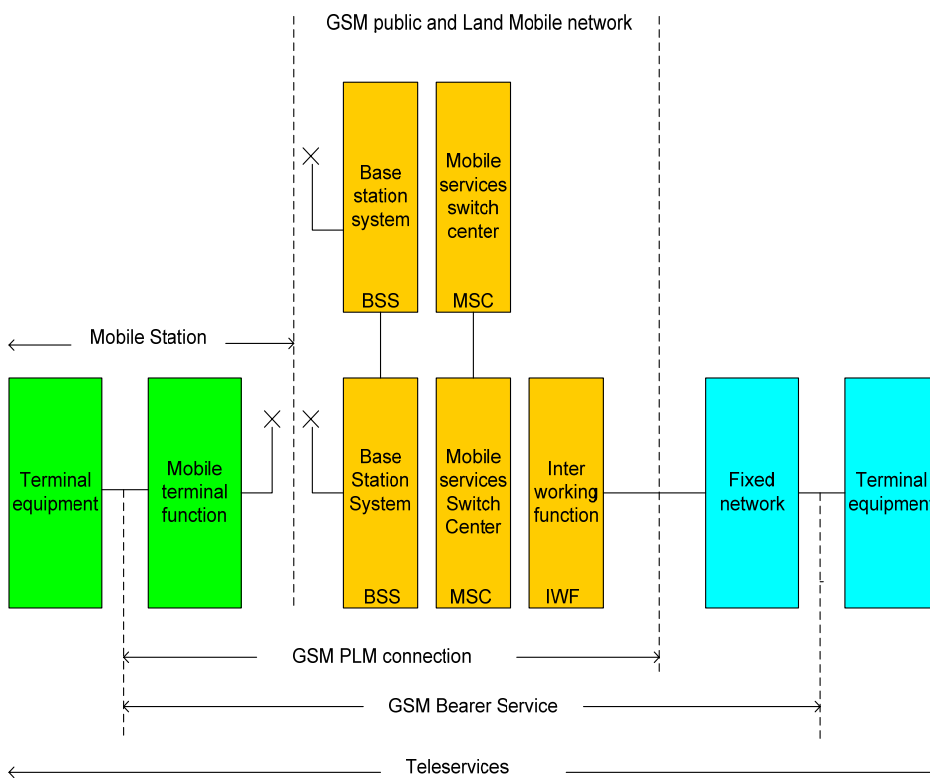 GSM public and Land Mobile network
Base
station
system
BSS
Mobile
services
switch
center
MSC
Mobile Station
Terminal
equipment
Mobile
terminal
function
Base
Station
System
BSS
Mobile
services
Switch
Center
MSC
Inter
working
function
IWF
Fixed
network
Terminal
equipment
GSM PLM connection
GSM Bearer Service
Teleservices